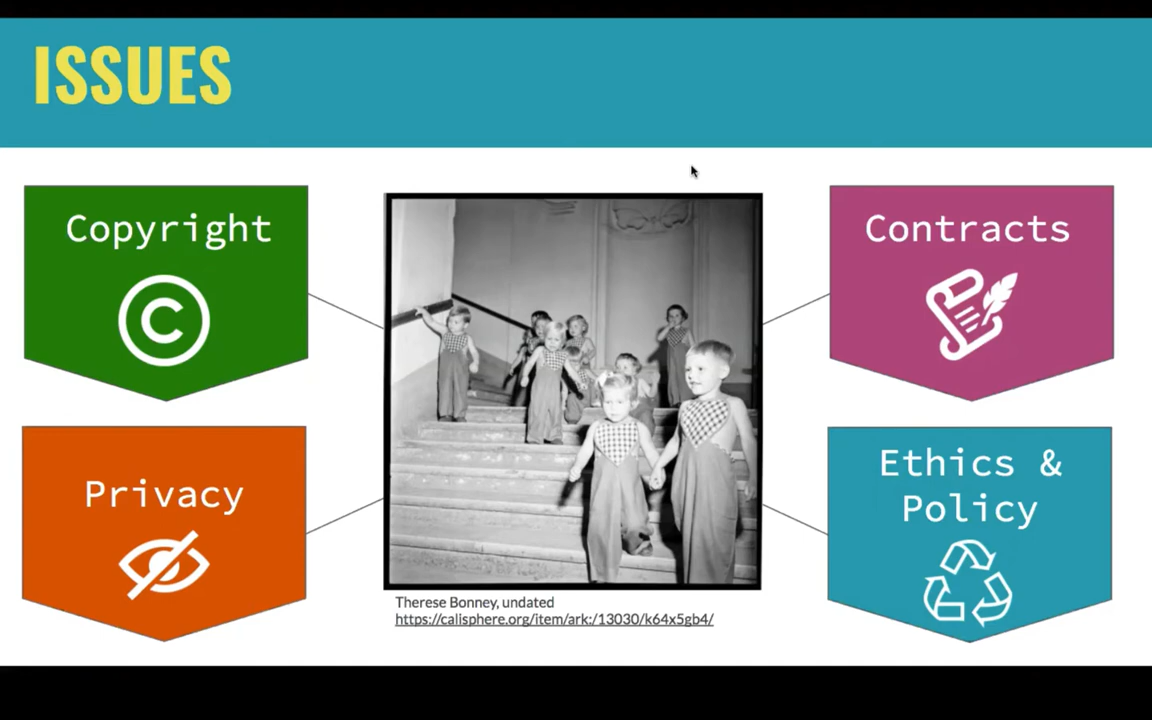 ISSUES
Copyright
©
Contracts
Privacy
Ethics &
Policy
Therese Bonney, undated
https://calisphere.org/item/ark:/13030/k64x5gb4/